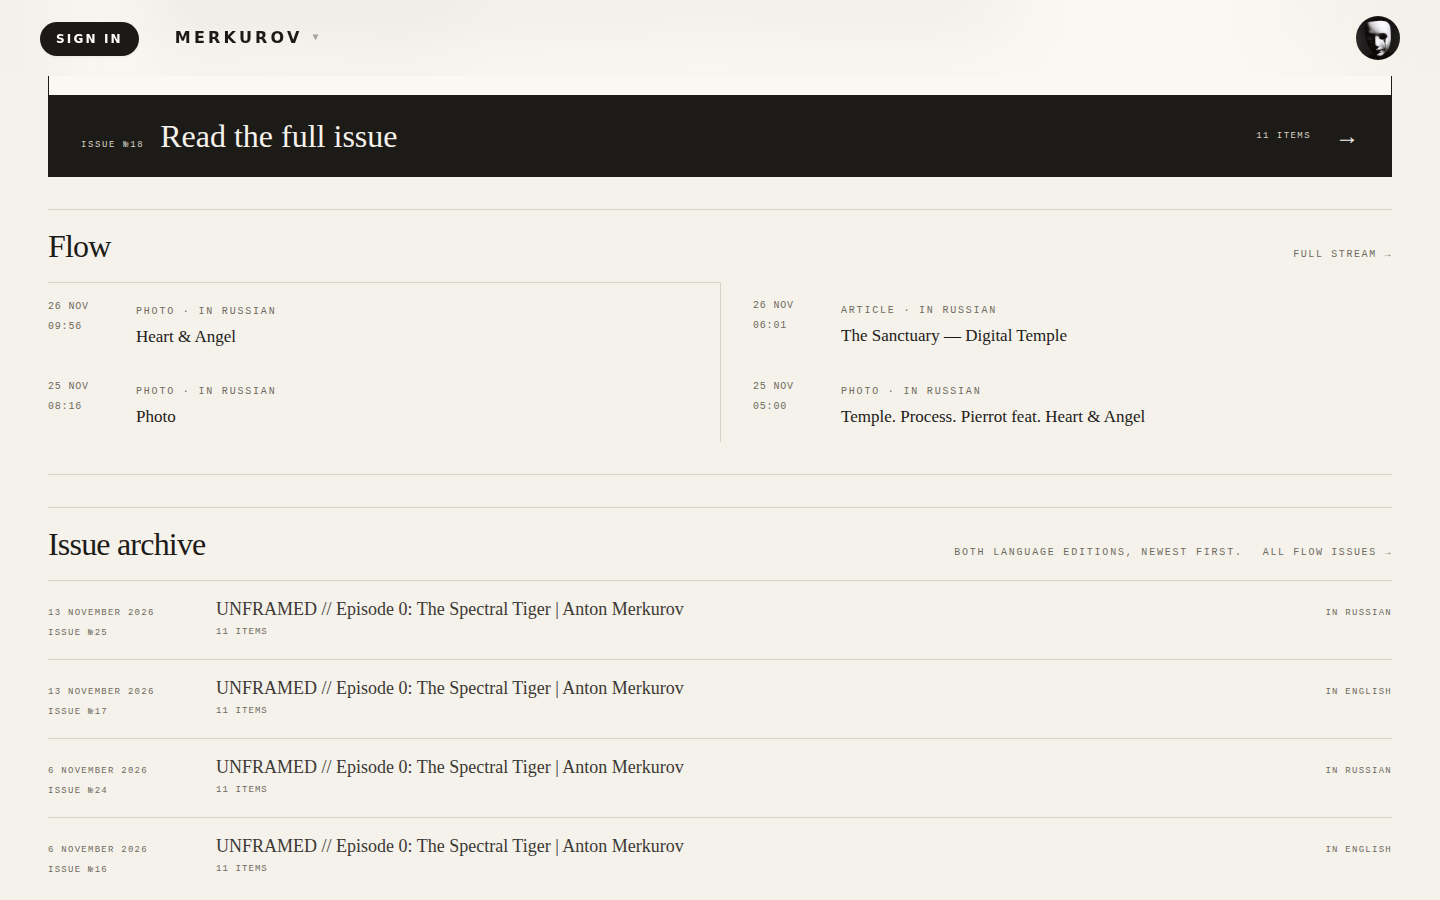 SIGN IN
MERKUROV ▼
ISSUE №18 Read the full issue 11 ITEMS →
Flow
FULL STREAM →
26 NOV
09:56
PHOTO · IN RUSSIAN
Heart & Angel
26 NOV
06:01
ARTICLE · IN RUSSIAN
The Sanctuary — Digital Temple
25 NOV
08:16
PHOTO · IN RUSSIAN
Photo
25 NOV
05:00
PHOTO · IN RUSSIAN
Temple. Process. Pierrot feat. Heart & Angel
Issue archive
BOTH LANGUAGE EDITIONS, NEWEST FIRST. ALL FLOW ISSUES →
13 NOVEMBER 2026
ISSUE №25
UNFRAMED // Episode 0: The Spectral Tiger | Anton Merkurov
11 ITEMS
IN RUSSIAN
13 NOVEMBER 2026
ISSUE №17
UNFRAMED // Episode 0: The Spectral Tiger | Anton Merkurov
11 ITEMS
IN ENGLISH
6 NOVEMBER 2026
ISSUE №24
UNFRAMED // Episode 0: The Spectral Tiger | Anton Merkurov
11 ITEMS
IN RUSSIAN
6 NOVEMBER 2026
ISSUE №16
UNFRAMED // Episode 0: The Spectral Tiger | Anton Merkurov
11 ITEMS
IN ENGLISH